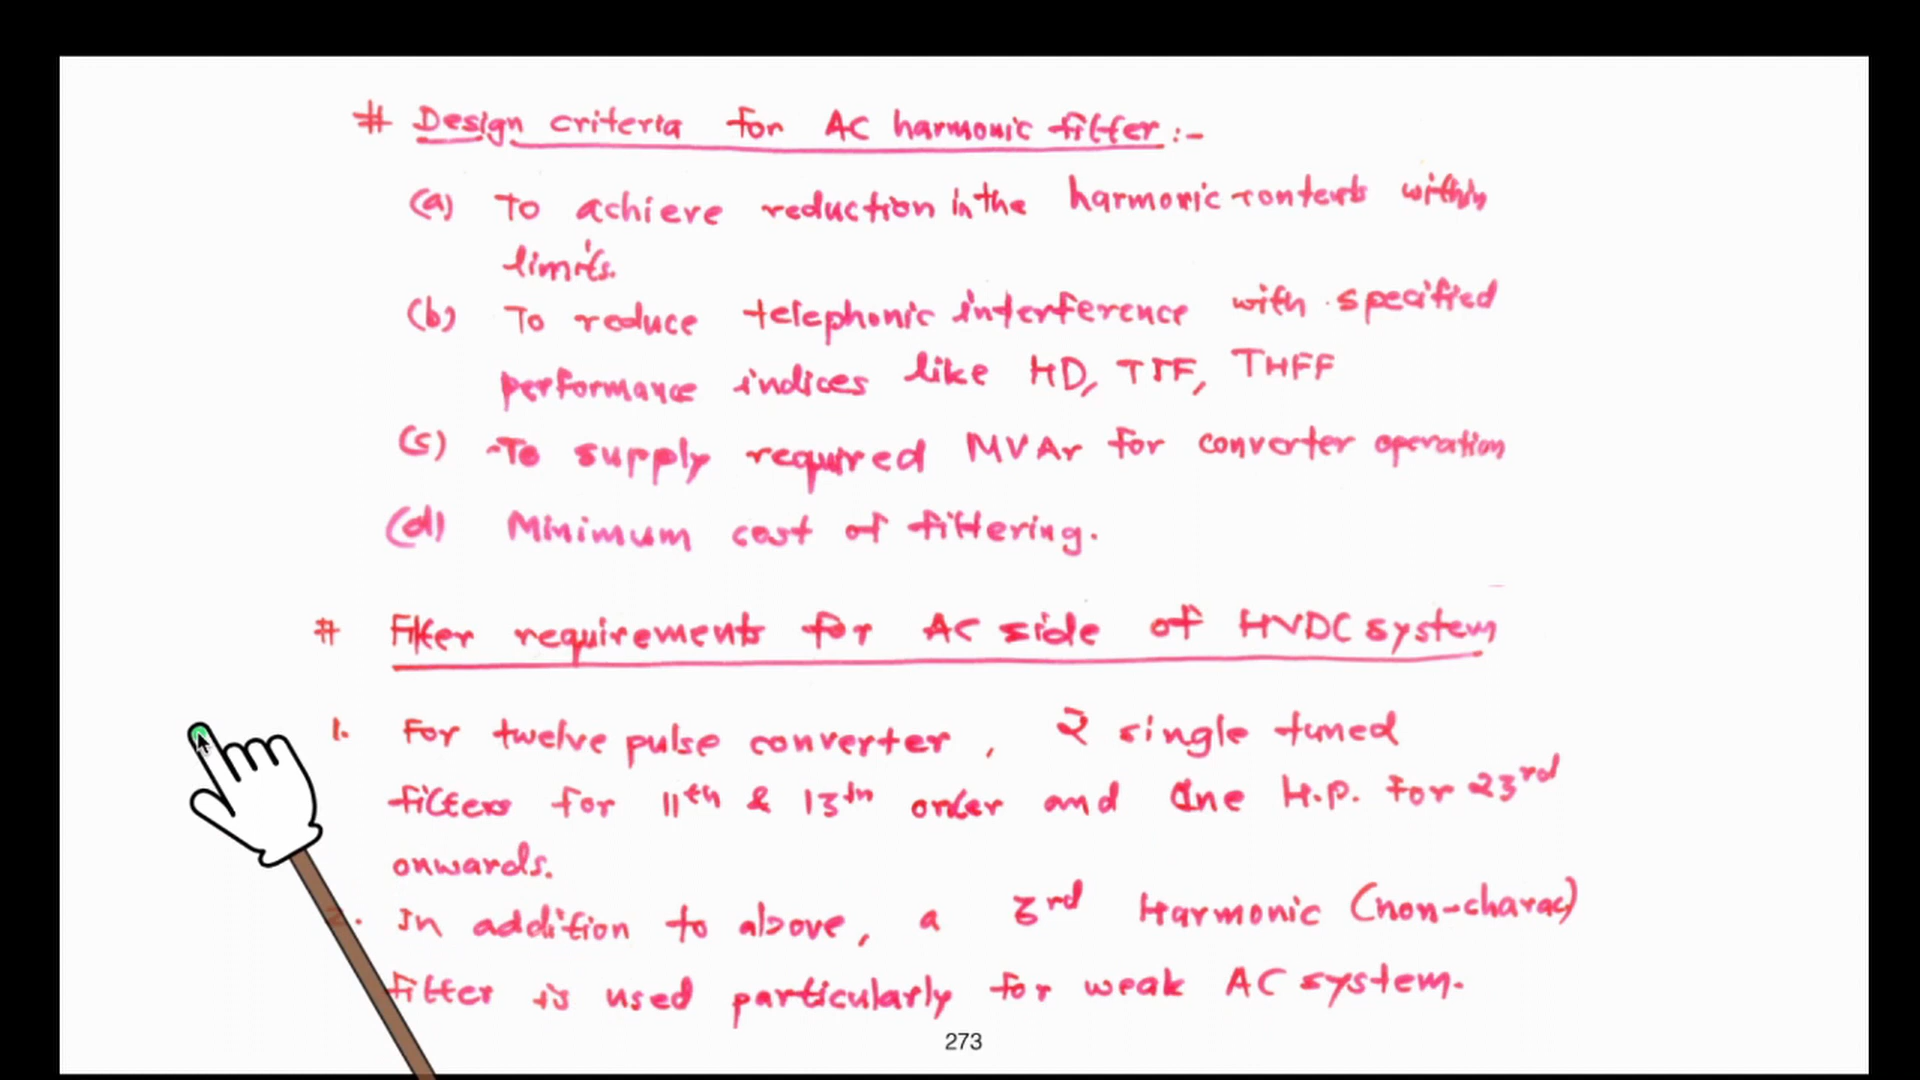 # Design criteria for AC harmonic filter :-
(a) To achieve reduction in the harmonic contents within
limits.
(b) To reduce telephonic interference with specified
performance indices like HD, TIF, THFF
(c) To supply required MVAr for converter operation
(d) Minimum cost of filtering.
# Filter requirements for AC side of HVDC system
1. For twelve pulse converter, 2 single tuned
filters for 11th & 13th order and One H.P. for 23rd
onwards.
2. In addition to above, a 3rd Harmonic (non-charac)
filter is used particularly for weak AC system.
273